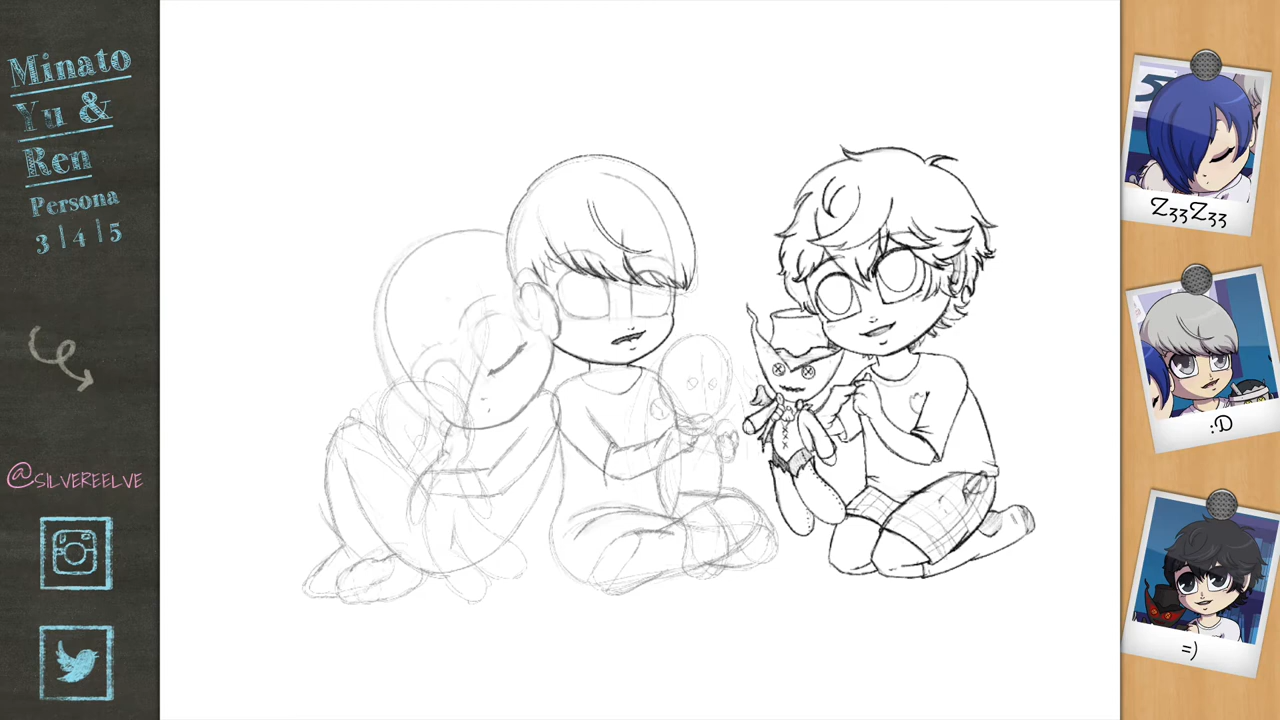 Minato
Yu &
Ren
Persona
3|4|5
@SILVEREELVE
ZzzZzz
:D
=)